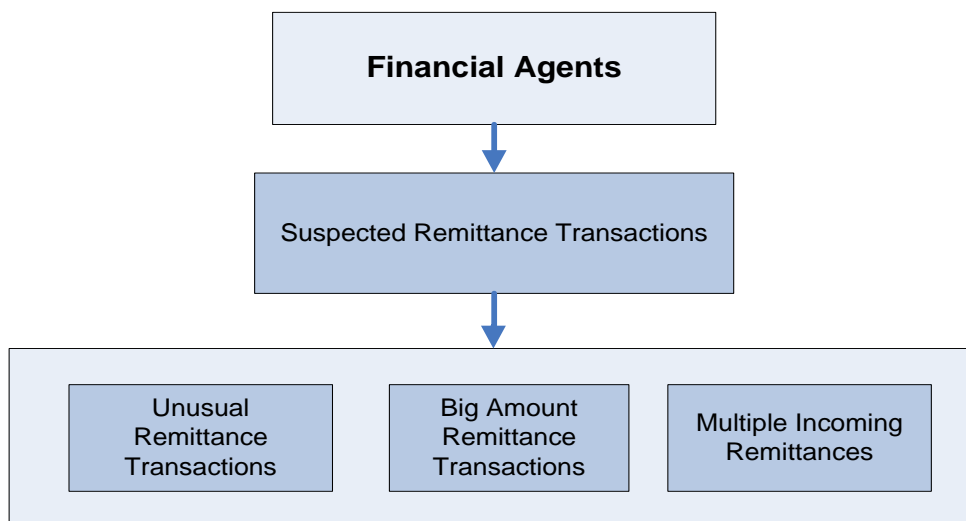 Financial Agents
Suspected Remittance Transactions
Unusual
Remittance
Transactions
Big Amount
Remittance
Transactions
Multiple Incoming
Remittances